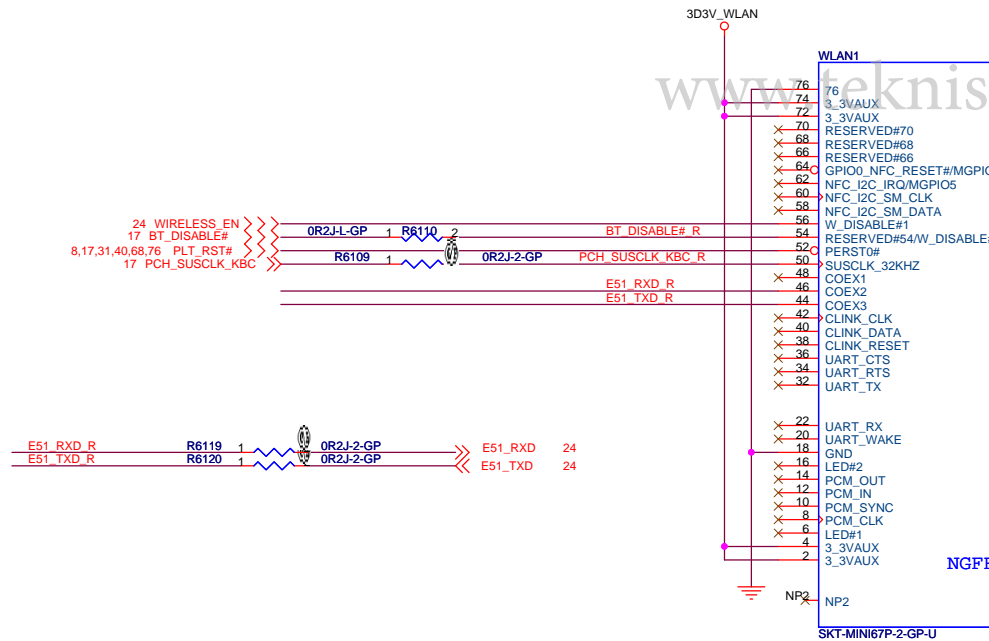 3D3V_WLAN
www.teknis
WLAN1
76 76
74 3_3VAUX
72 3_3VAUX
70 RESERVED#70
68 RESERVED#68
66 RESERVED#66
64 GPIO0_NFC_RESET#/MGPIO
62 NFC_I2C_IRQ/MGPIO5
60 NFC_I2C_SM_CLK
58 NFC_I2C_SM_DATA
24 WIRELESS_EN 56 W_DISABLE#1
17 BT_DISABLE# 0R2J-L-GP 1 R6110 2 BT_DISABLE#_R 54 RESERVED#54/W_DISABLE#
8,17,31,40,68,76 PLT_RST# 52 PERST0#
17 PCH_SUSCLK_KBC R6109 1 0R2J-2-GP PCH_SUSCLK_KBC_R 50 SUSCLK_32KHZ
48 COEX1
E51_RXD_R 46 COEX2
E51_TXD_R 44 COEX3
42 CLINK_CLK
40 CLINK_DATA
38 CLINK_RESET
36 UART_CTS
34 UART_RTS
32 UART_TX
22 UART_RX
20 UART_WAKE
E51_RXD_R R6119 1 0R2J-2-GP E51_RXD 24
18 GND
E51_TXD_R R6120 1 0R2J-2-GP E51_TXD 24
16 LED#2
14 PCM_OUT
12 PCM_IN
10 PCM_SYNC
8 PCM_CLK
6 LED#1
4 3_3VAUX
2 3_3VAUX
NGFF
NP2 NP2
SKT-MINI67P-2-GP-U